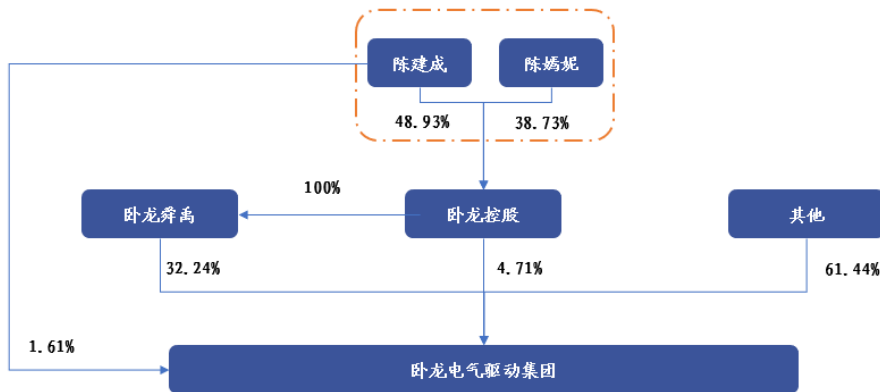 陈建成 陈嫣妮
48.93% 38.73%
100%
卧龙舜禹 卧龙控股 其他
32.24% 4.71% 61.44%
1.61%
卧龙电气驱动集团